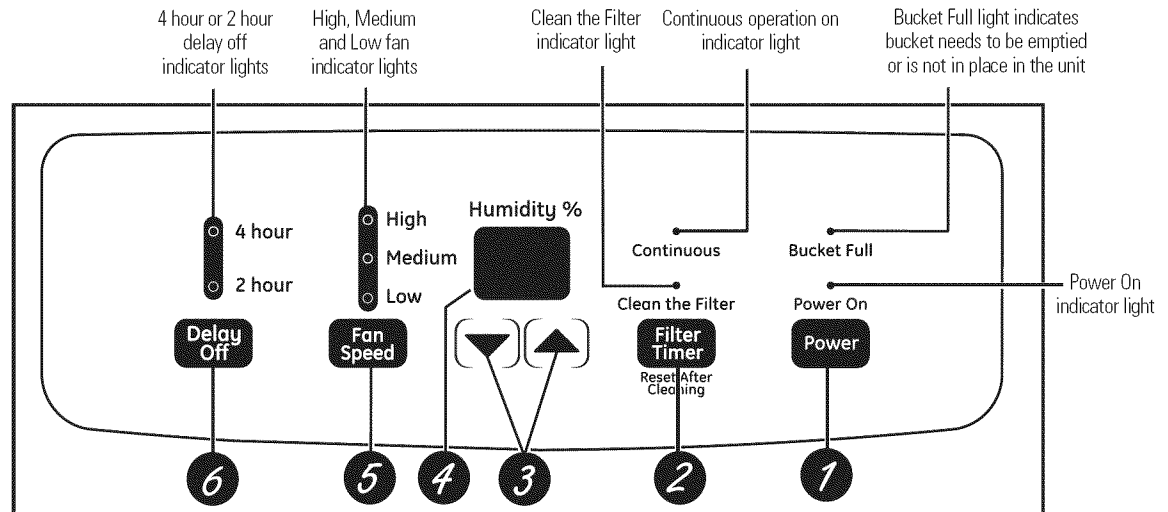 4 hour or 2 hour
delay off
indicator lights
High, Medium
and Low fan
indicator lights
Clean the Filter
indicator light
Continuous operation on
indicator light
Bucket Full light indicates
bucket needs to be emptied
or is not in place in the unit
4 hour
2 hour
Delay
Off
High
Medium
Low
Fan
Speed
Humidity %
Continuous
Clean the Filter
Filter
Timer
Reset After
Cleaning
Bucket Full
Power On
Power
Power On
indicator light
6
5
4
3
2
1